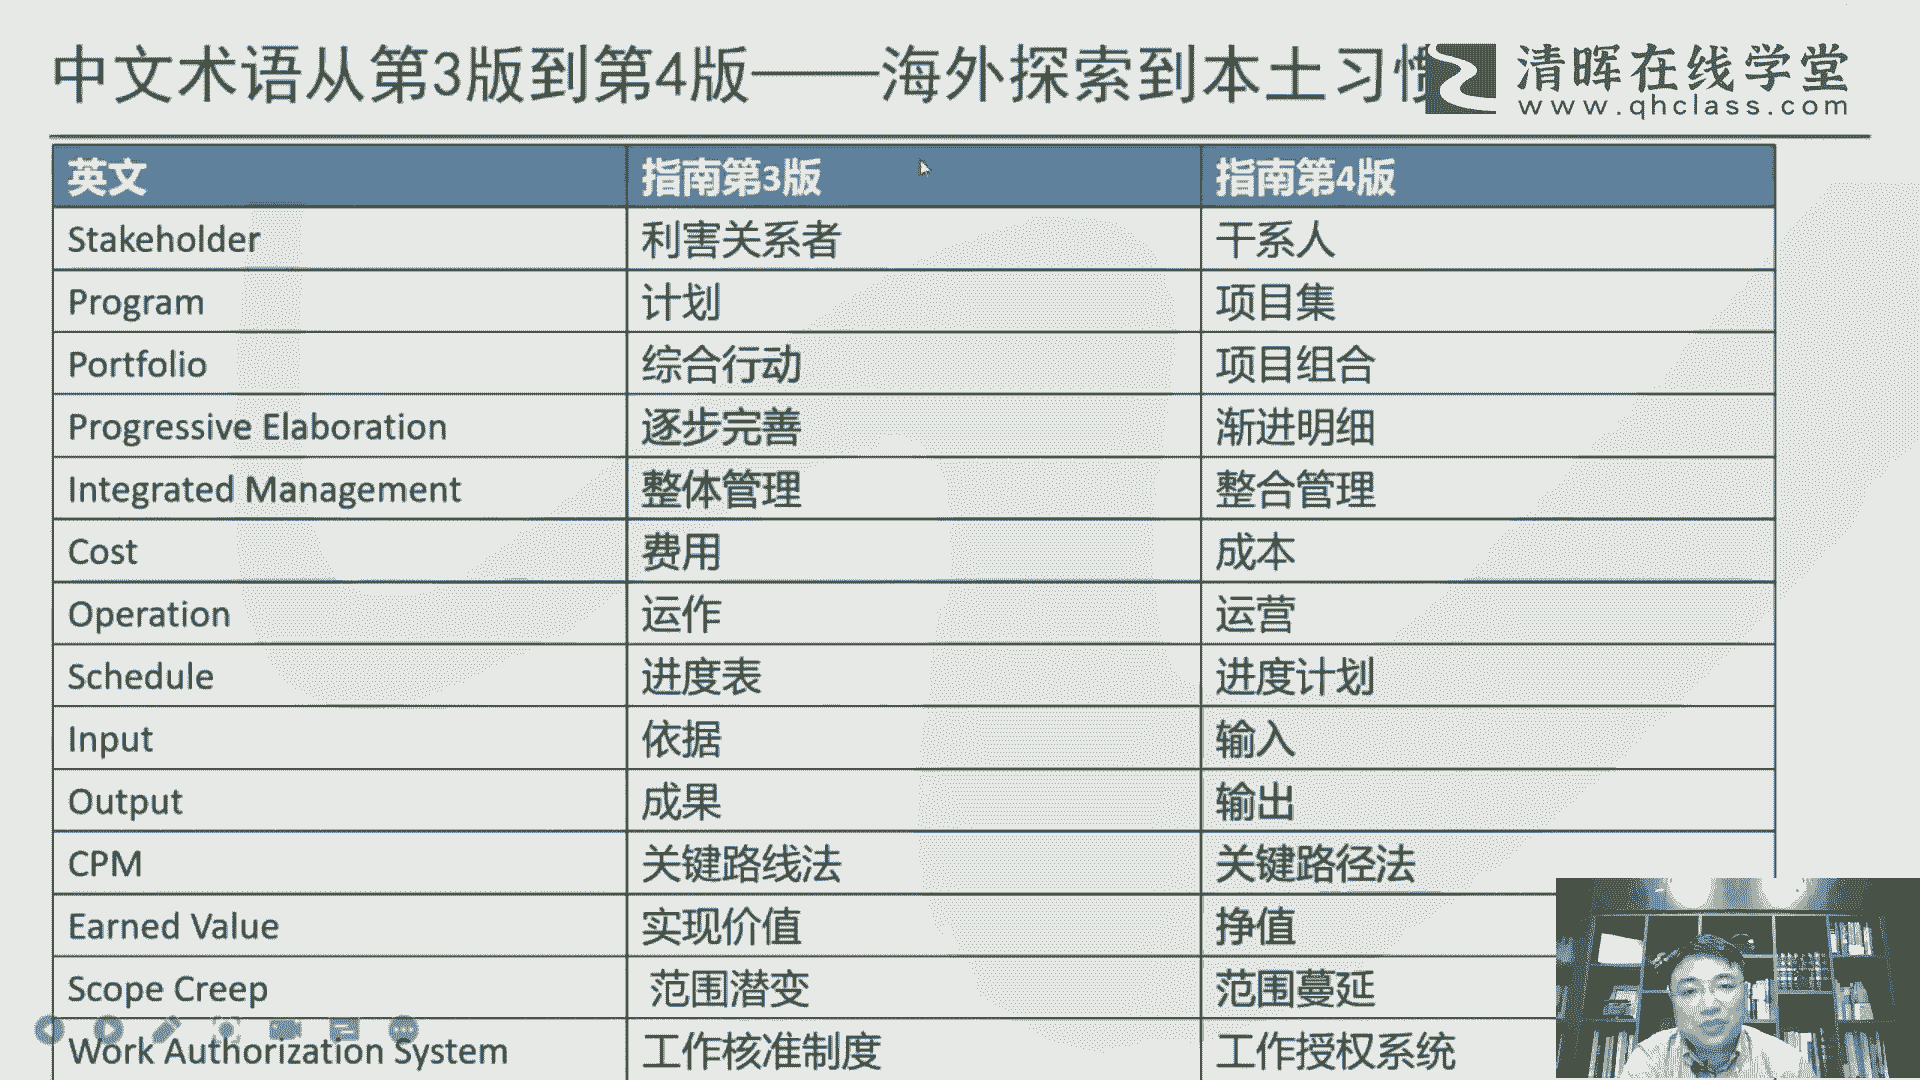 中文术语从第3版到第4版——海外探索到本土习惯
清晖在线学堂
www.qhclass.com
英文 指南第3版 指南第4版
Stakeholder 利害关系者 干系人
Program 计划 项目集
Portfolio 综合行动 项目组合
Progressive Elaboration 逐步完善 渐进明细
Integrated Management 整体管理 整合管理
Cost 费用 成本
Operation 运作 运营
Schedule 进度表 进度计划
Input 依据 输入
Output 成果 输出
CPM 关键路线法 关键路径法
Earned Value 实现价值 挣值
Scope Creep 范围潜变 范围蔓延
Work Authorization System 工作核准制度 工作授权系统